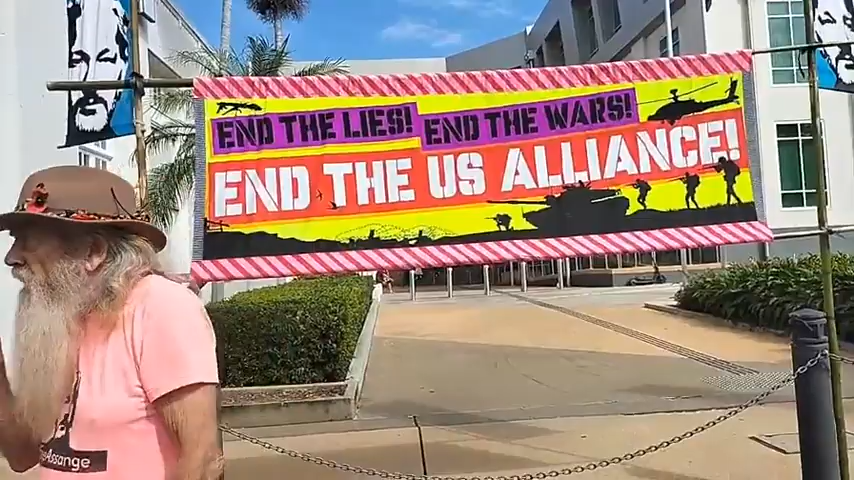 END THE LIES! END THE WARS!
END THE US ALLIANCE!
Assange